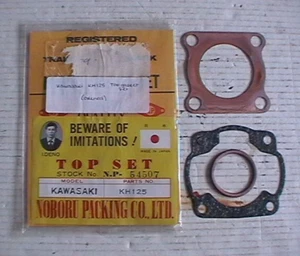 REGISTERED
KAWASAKI KH125 TOP GASKET
BEWARE OF
IMITATIONS!
TOP SET
STOCK No N.P- 54507
MODEL
PARTS NO
KAWASAKI KH125
NOBORU PACKING CO., LTD.